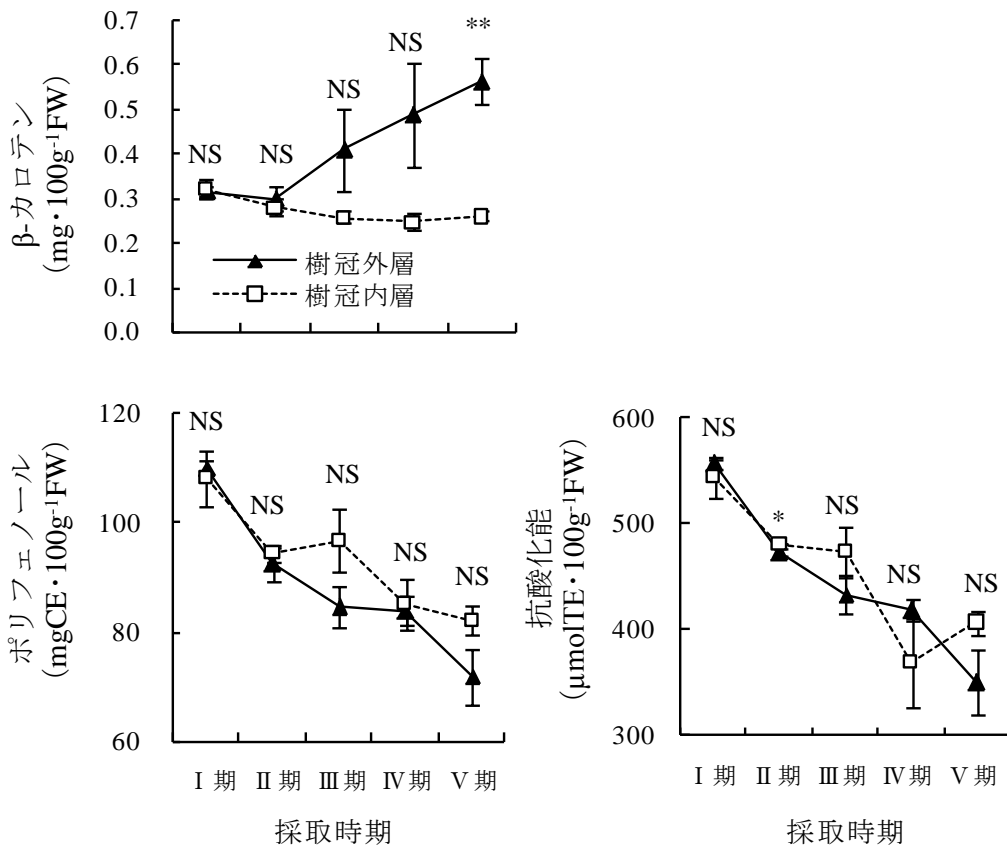 β-カロテン
(mg・100g-1FW)
0.7
0.6
0.5
0.4
0.3
0.2
0.1
0.0
NS
NS
NS
NS
**
樹冠外層
樹冠内層
ポリフェノール
(mgCE・100g-1FW)
120
100
80
60
NS
NS
NS
NS
NS
Ⅰ期
Ⅱ期
Ⅲ期
Ⅳ期
Ⅴ期
採取時期
抗酸化能
(μmolTE・100g-1FW)
600
500
400
300
NS
*
NS
NS
NS
Ⅰ期
Ⅱ期
Ⅲ期
Ⅳ期
Ⅴ期
採取時期